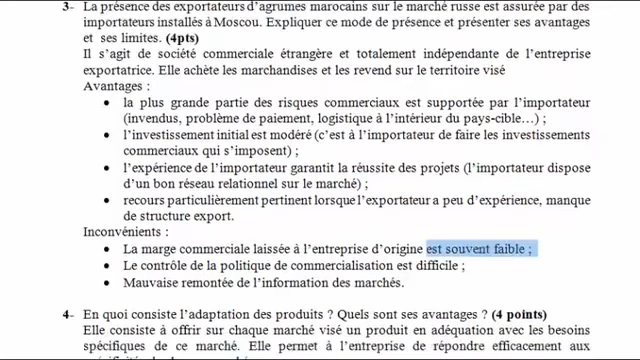 3- La présence des exportateurs d'agrumes marocains sur le marché russe est assurée par des
importateurs installés à Moscou. Expliquer ce mode de présence et présenter ses avantages
et ses limites. (4pts)
Il s'agit de société commerciale étrangère et totalement indépendante de l'entreprise
exportatrice. Elle achète les marchandises et les revend sur le territoire visé
Avantages :
• la plus grande partie des risques commerciaux est supportée par l'importateur
(invendus, problème de paiement, logistique à l'intérieur du pays-cible…) ;
• l'investissement initial est modéré (c'est à l'importateur de faire les investissements
commerciaux qui s'imposent) ;
• l'expérience de l'importateur garantit la réussite des projets (l'importateur dispose
d'un bon réseau relationnel sur le marché) ;
• recours particulièrement pertinent lorsque l'exportateur a peu d'expérience, manque
de structure export.
Inconvénients :
• La marge commerciale laissée à l'entreprise d'origine est souvent faible ;
• Le contrôle de la politique de commercialisation est difficile ;
• Mauvaise remontée de l'information des marchés.
4- En quoi consiste l'adaptation des produits ? Quels sont ses avantages ? (4 points)
Elle consiste à offrir sur chaque marché visé un produit en adéquation avec les besoins
spécifiques de ce marché. Elle permet à l'entreprise de répondre efficacement aux